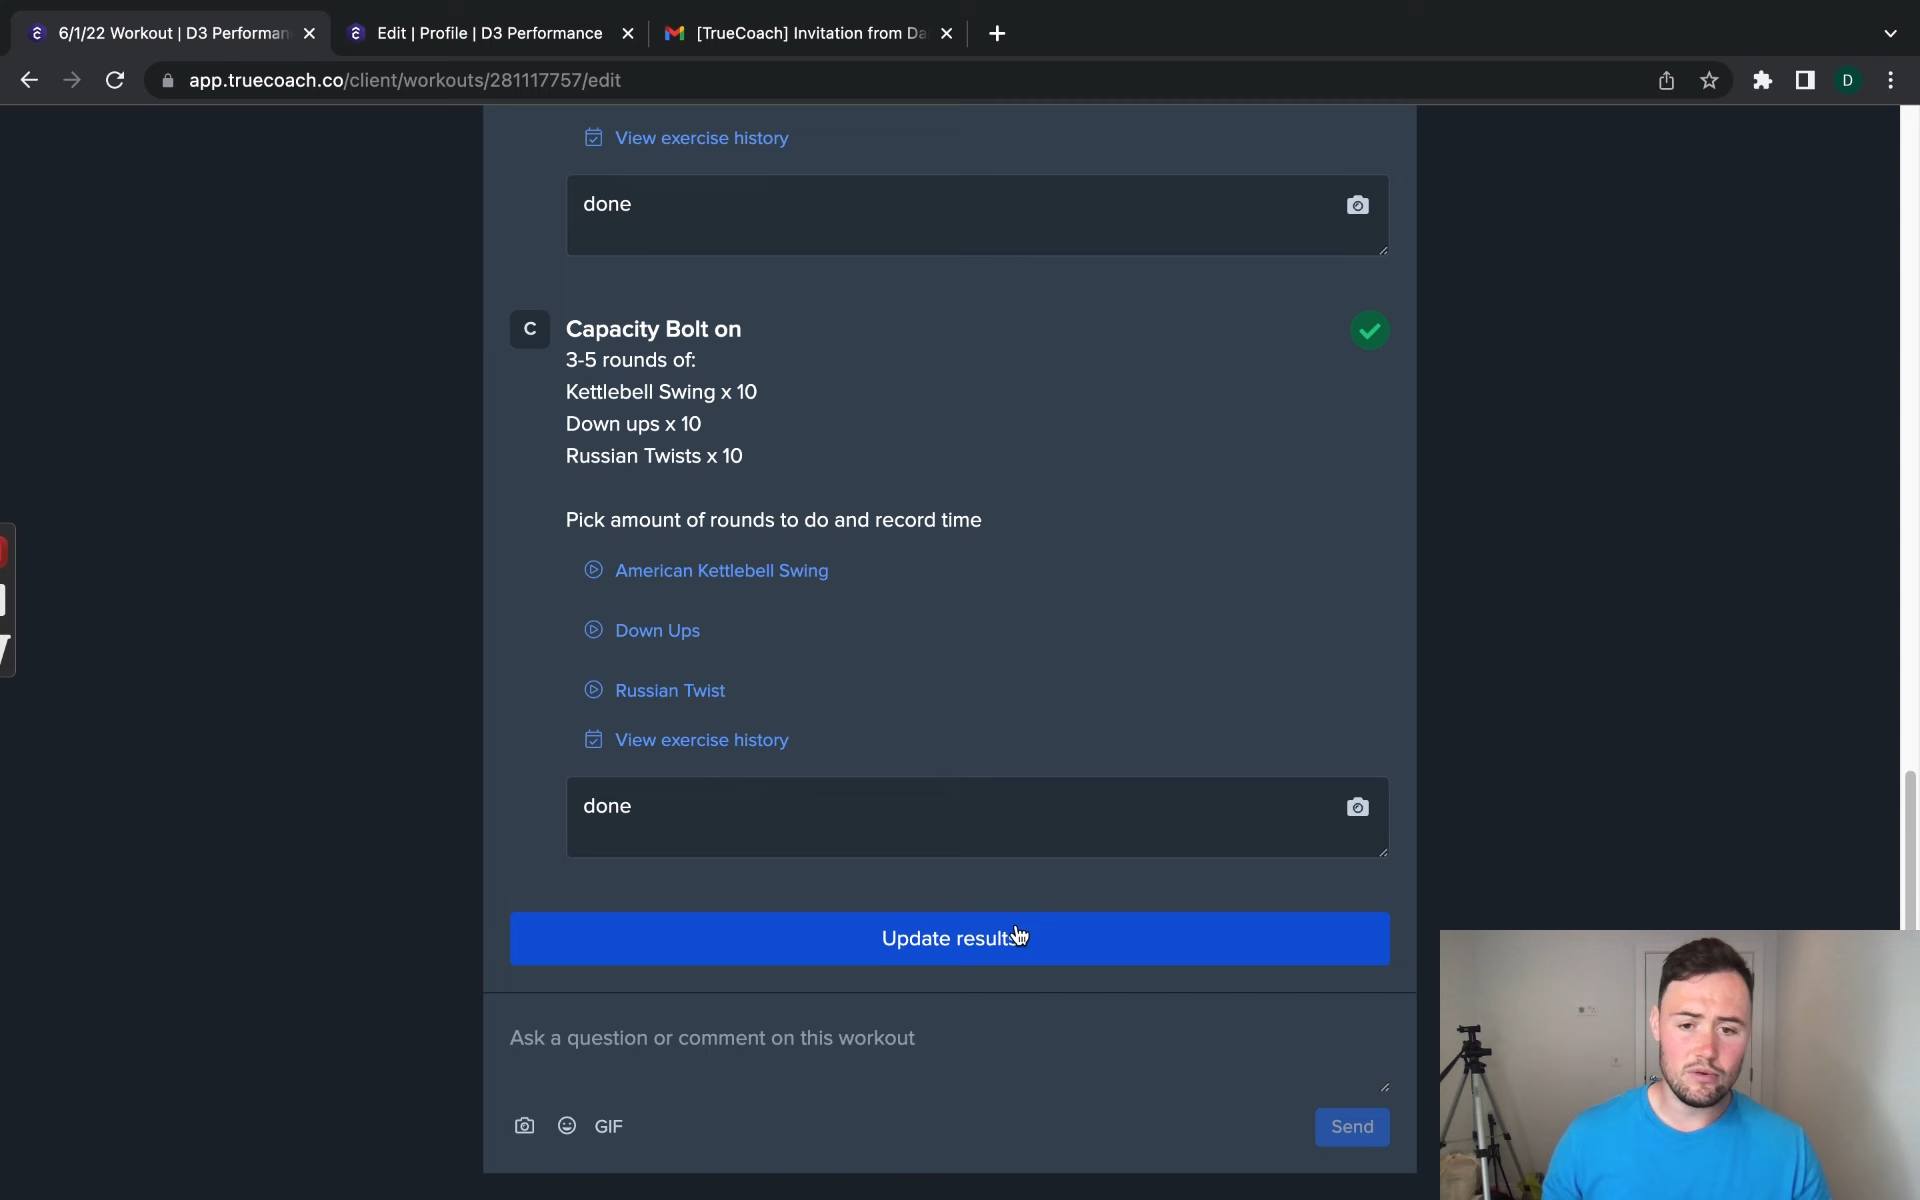 6/1/22 Workout | D3 Performan
Edit | Profile | D3 Performance
[TrueCoach] Invitation from Da
app.truecoach.co/client/workouts/281117757/edit
D
View exercise history
done
C
Capacity Bolt on
3-5 rounds of:
Kettlebell Swing x 10
Down ups x 10
Russian Twists x 10
Pick amount of rounds to do and record time
American Kettlebell Swing
Down Ups
Russian Twist
View exercise history
done
Update results
Ask a question or comment on this workout
GIF
Send